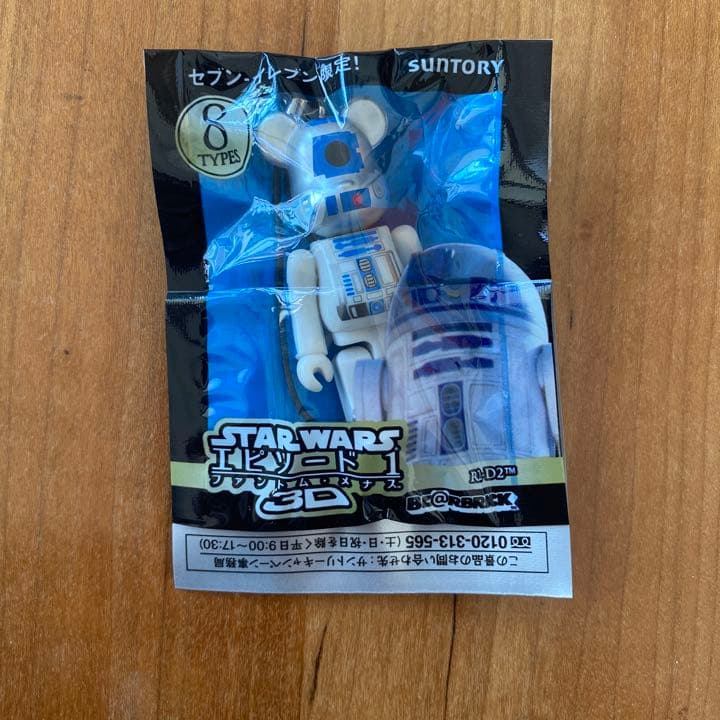 セブン-イレブン限定!
SUNTORY
8
TYPES
STAR WARS
エピソード1
ファントム・メナス
3D
R2-D2™
BE@RBRICK
この景品のお問い合わせ先：サントリーキャンペーン事務局
0120-313-565 (土・日・祝日を除く平日9:00〜17:30)